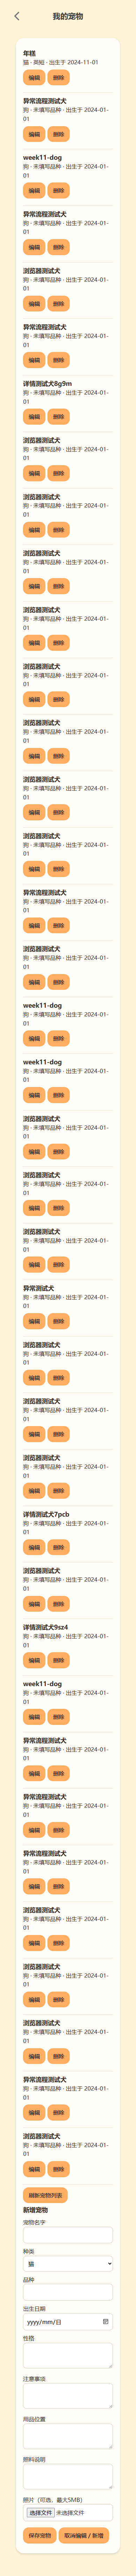 我的宠物
年糕
猫 · 英短 · 出生于 2024-11-01
编辑 删除
异常流程测试犬
狗 · 未填写品种 · 出生于 2024-01-
01
编辑 删除
week11-dog
狗 · 未填写品种 · 出生于 2024-01-
01
编辑 删除
异常流程测试犬
狗 · 未填写品种 · 出生于 2024-01-
01
编辑 删除
浏览器测试犬
狗 · 未填写品种 · 出生于 2024-01-
01
编辑 删除
异常流程测试犬
狗 · 未填写品种 · 出生于 2024-01-
01
编辑 删除
详情测试犬8g9m
狗 · 未填写品种 · 出生于 2024-01-
01
编辑 删除
浏览器测试犬
狗 · 未填写品种 · 出生于 2024-01-
01
编辑 删除
浏览器测试犬
狗 · 未填写品种 · 出生于 2024-01-
01
编辑 删除
浏览器测试犬
狗 · 未填写品种 · 出生于 2024-01-
01
编辑 删除
浏览器测试犬
狗 · 未填写品种 · 出生于 2024-01-
01
编辑 删除
浏览器测试犬
狗 · 未填写品种 · 出生于 2024-01-
01
编辑 删除
浏览器测试犬
狗 · 未填写品种 · 出生于 2024-01-
01
编辑 删除
浏览器测试犬
狗 · 未填写品种 · 出生于 2024-01-
01
编辑 删除
浏览器测试犬
狗 · 未填写品种 · 出生于 2024-01-
01
编辑 删除
异常流程测试犬
狗 · 未填写品种 · 出生于 2024-01-
01
编辑 删除
浏览器测试犬
狗 · 未填写品种 · 出生于 2024-01-
01
编辑 删除
week11-dog
狗 · 未填写品种 · 出生于 2024-01-
01
编辑 删除
week11-dog
狗 · 未填写品种 · 出生于 2024-01-
01
编辑 删除
浏览器测试犬
狗 · 未填写品种 · 出生于 2024-01-
01
编辑 删除
浏览器测试犬
狗 · 未填写品种 · 出生于 2024-01-
01
编辑 删除
浏览器测试犬
狗 · 未填写品种 · 出生于 2024-01-
01
编辑 删除
异常测试犬
狗 · 未填写品种 · 出生于 2024-01-
01
编辑 删除
浏览器测试犬
狗 · 未填写品种 · 出生于 2024-01-
01
编辑 删除
浏览器测试犬
狗 · 未填写品种 · 出生于 2024-01-
01
编辑 删除
浏览器测试犬
狗 · 未填写品种 · 出生于 2024-01-
01
编辑 删除
详情测试犬7pcb
狗 · 未填写品种 · 出生于 2024-01-
01
编辑 删除
浏览器测试犬
狗 · 未填写品种 · 出生于 2024-01-
01
编辑 删除
详情测试犬9sz4
狗 · 未填写品种 · 出生于 2024-01-
01
编辑 删除
week11-dog
狗 · 未填写品种 · 出生于 2024-01-
01
编辑 删除
异常流程测试犬
狗 · 未填写品种 · 出生于 2024-01-
01
编辑 删除
异常流程测试犬
狗 · 未填写品种 · 出生于 2024-01-
01
编辑 删除
异常流程测试犬
狗 · 未填写品种 · 出生于 2024-01-
01
编辑 删除
浏览器测试犬
狗 · 未填写品种 · 出生于 2024-01-
01
编辑 删除
浏览器测试犬
狗 · 未填写品种 · 出生于 2024-01-
01
编辑 删除
浏览器测试犬
狗 · 未填写品种 · 出生于 2024-01-
01
编辑 删除
异常流程测试犬
狗 · 未填写品种 · 出生于 2024-01-
01
编辑 删除
浏览器测试犬
狗 · 未填写品种 · 出生于 2024-01-
01
编辑 删除
刷新宠物列表
新增宠物
宠物名字
种类
猫
品种
出生日期
yyyy/mm/日
性格
注意事项
用品位置
照料说明
照片（可选，最大5MB）
选择文件 未选择文件
保存宠物 取消编辑 / 新增